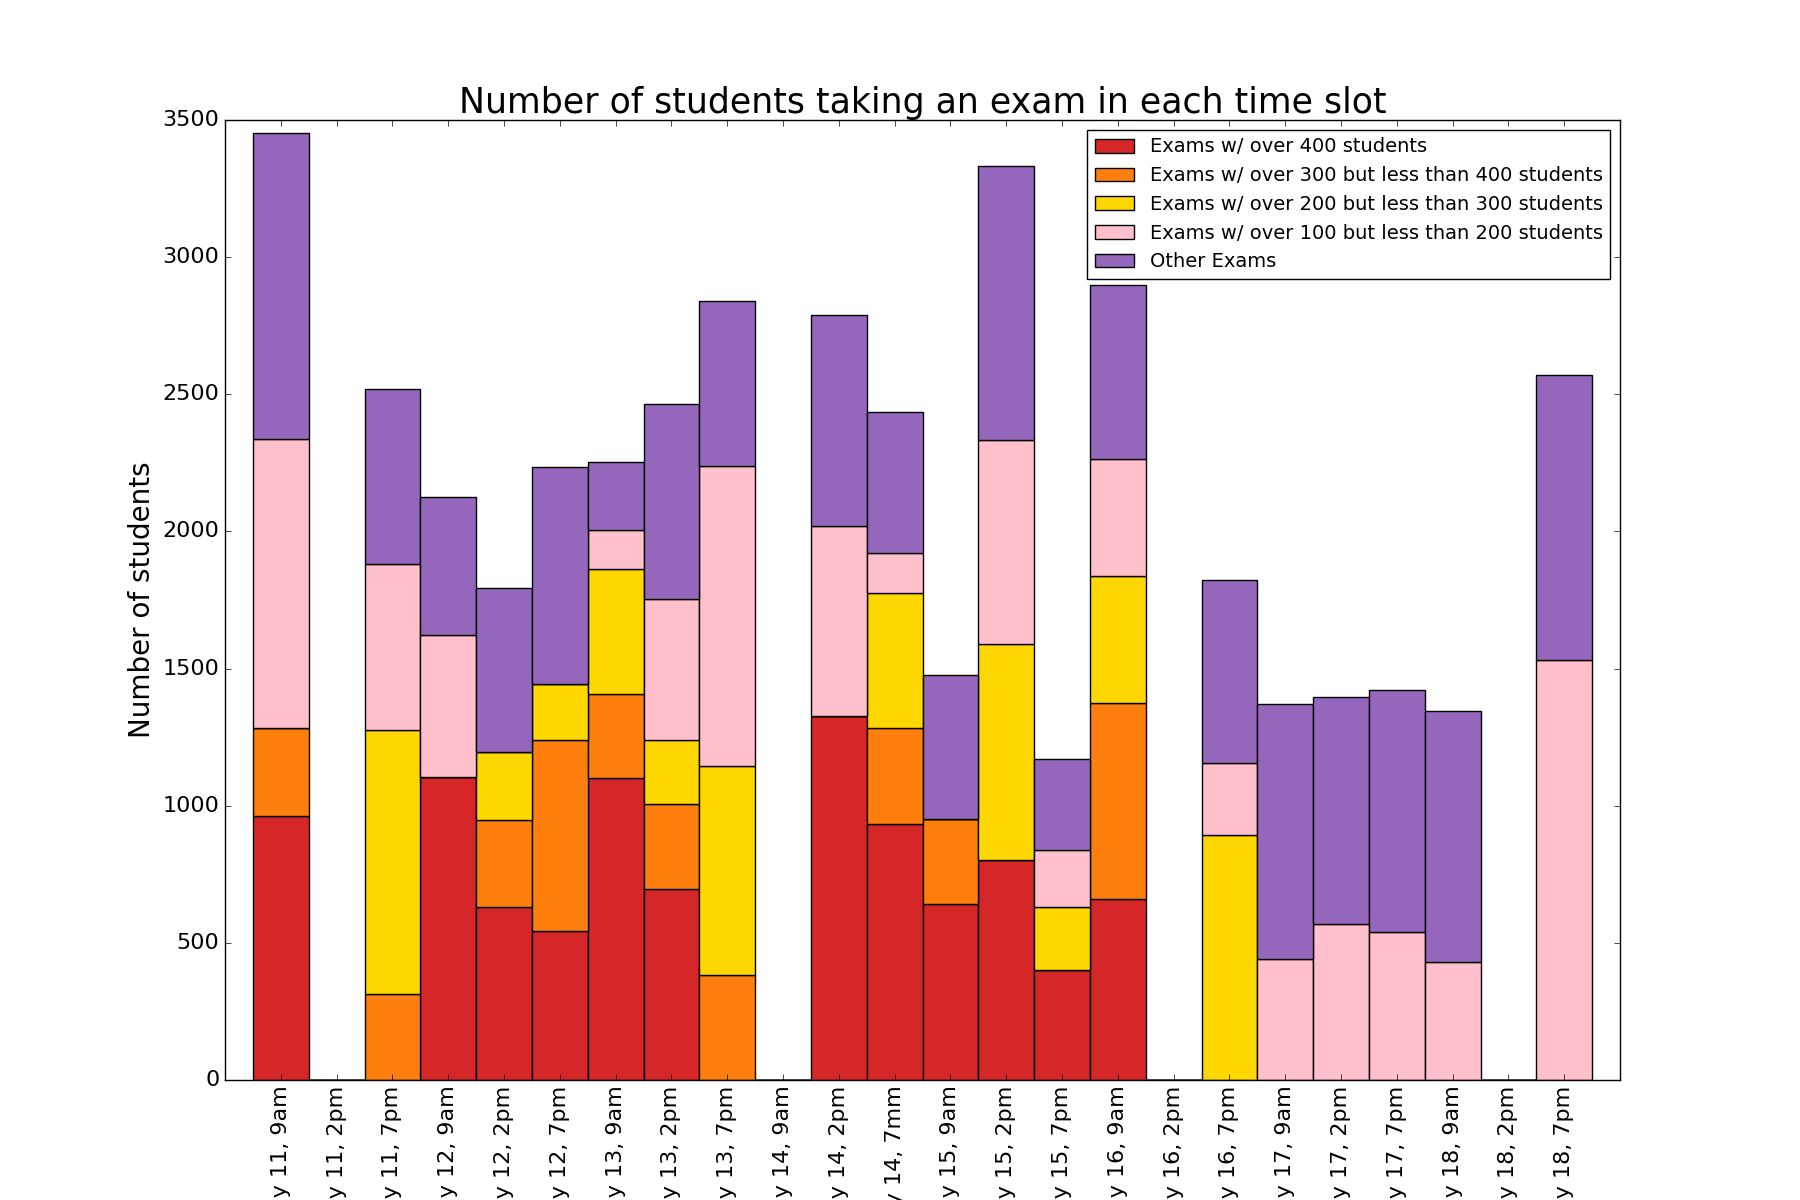 Number of students taking an exam in each time slot
Exams w/ over 400 students
Exams w/ over 300 but less than 400 students
Exams w/ over 200 but less than 300 students
Exams w/ over 100 but less than 200 students
Other Exams
Number of students
3500
3000
2500
2000
1500
1000
500
0
y 11, 9am
y 11, 2pm
y 11, 7pm
y 12, 9am
y 12, 2pm
y 12, 7pm
y 13, 9am
y 13, 2pm
y 13, 7pm
y 14, 9am
y 14, 2pm
y 14, 7mm
y 15, 9am
y 15, 2pm
y 15, 7pm
y 16, 9am
y 16, 2pm
y 16, 7pm
y 17, 9am
y 17, 2pm
y 17, 7pm
y 18, 9am
y 18, 2pm
y 18, 7pm